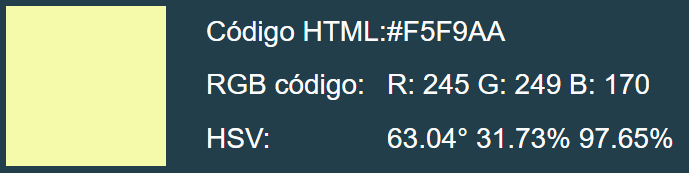 Código HTML:#F5F9AA
RGB código: R: 245 G: 249 B: 170
HSV: 63.04° 31.73% 97.65%